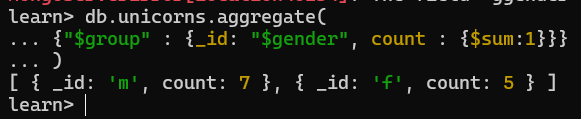 learn> db.unicorns.aggregate(
... {"$group" : {_id: "$gender", count : {$sum:1}}}
... )
[ { _id: 'm', count: 7 }, { _id: 'f', count: 5 } ]
learn>